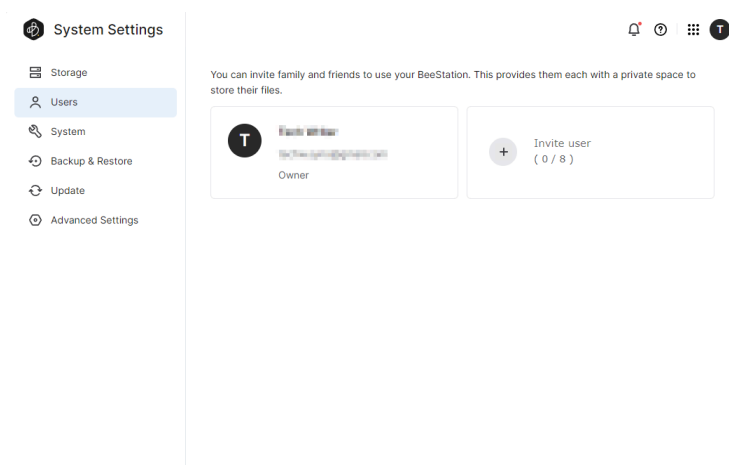 System Settings
T
Storage
Users
System
Backup & Restore
Update
Advanced Settings
You can invite family and friends to use your BeeStation. This provides them each with a private space to
store their files.
T
Owner
Invite user
( 0 / 8 )